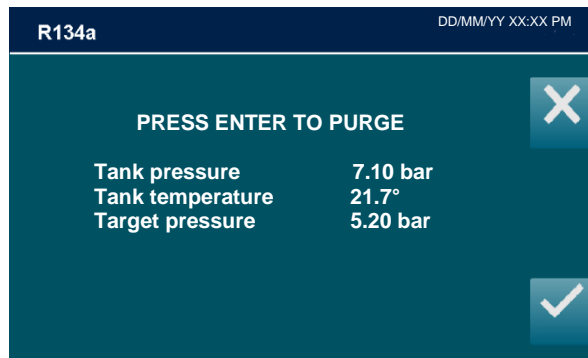 R134a
DD/MM/YY XX:XX PM
PRESS ENTER TO PURGE
Tank pressure 7.10 bar
Tank temperature 21.7°
Target pressure 5.20 bar